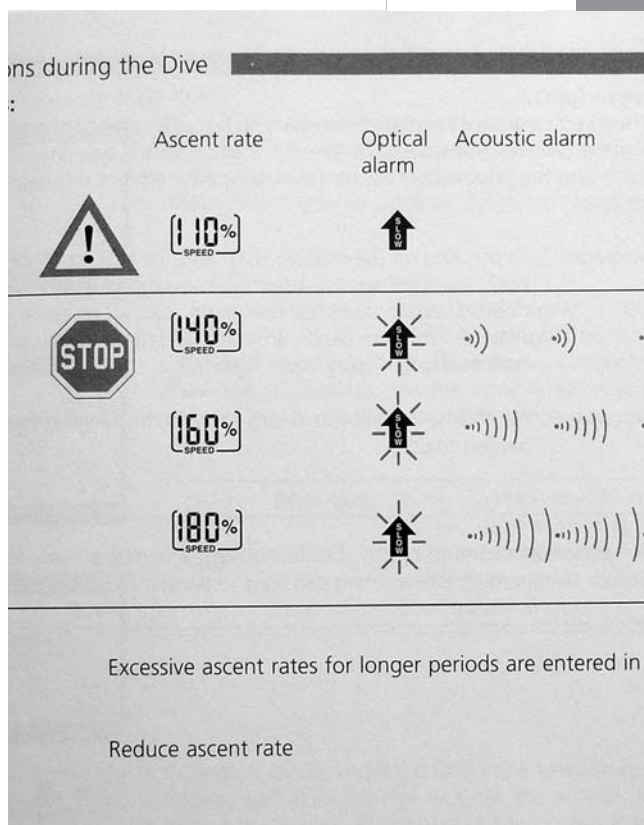 ons during the Dive
:
Ascent rate
Optical alarm
Acoustic alarm
!
110%
SPEED
SLOW
STOP
140%
SPEED
SLOW
160%
SPEED
SLOW
180%
SPEED
SLOW
Excessive ascent rates for longer periods are entered in
Reduce ascent rate